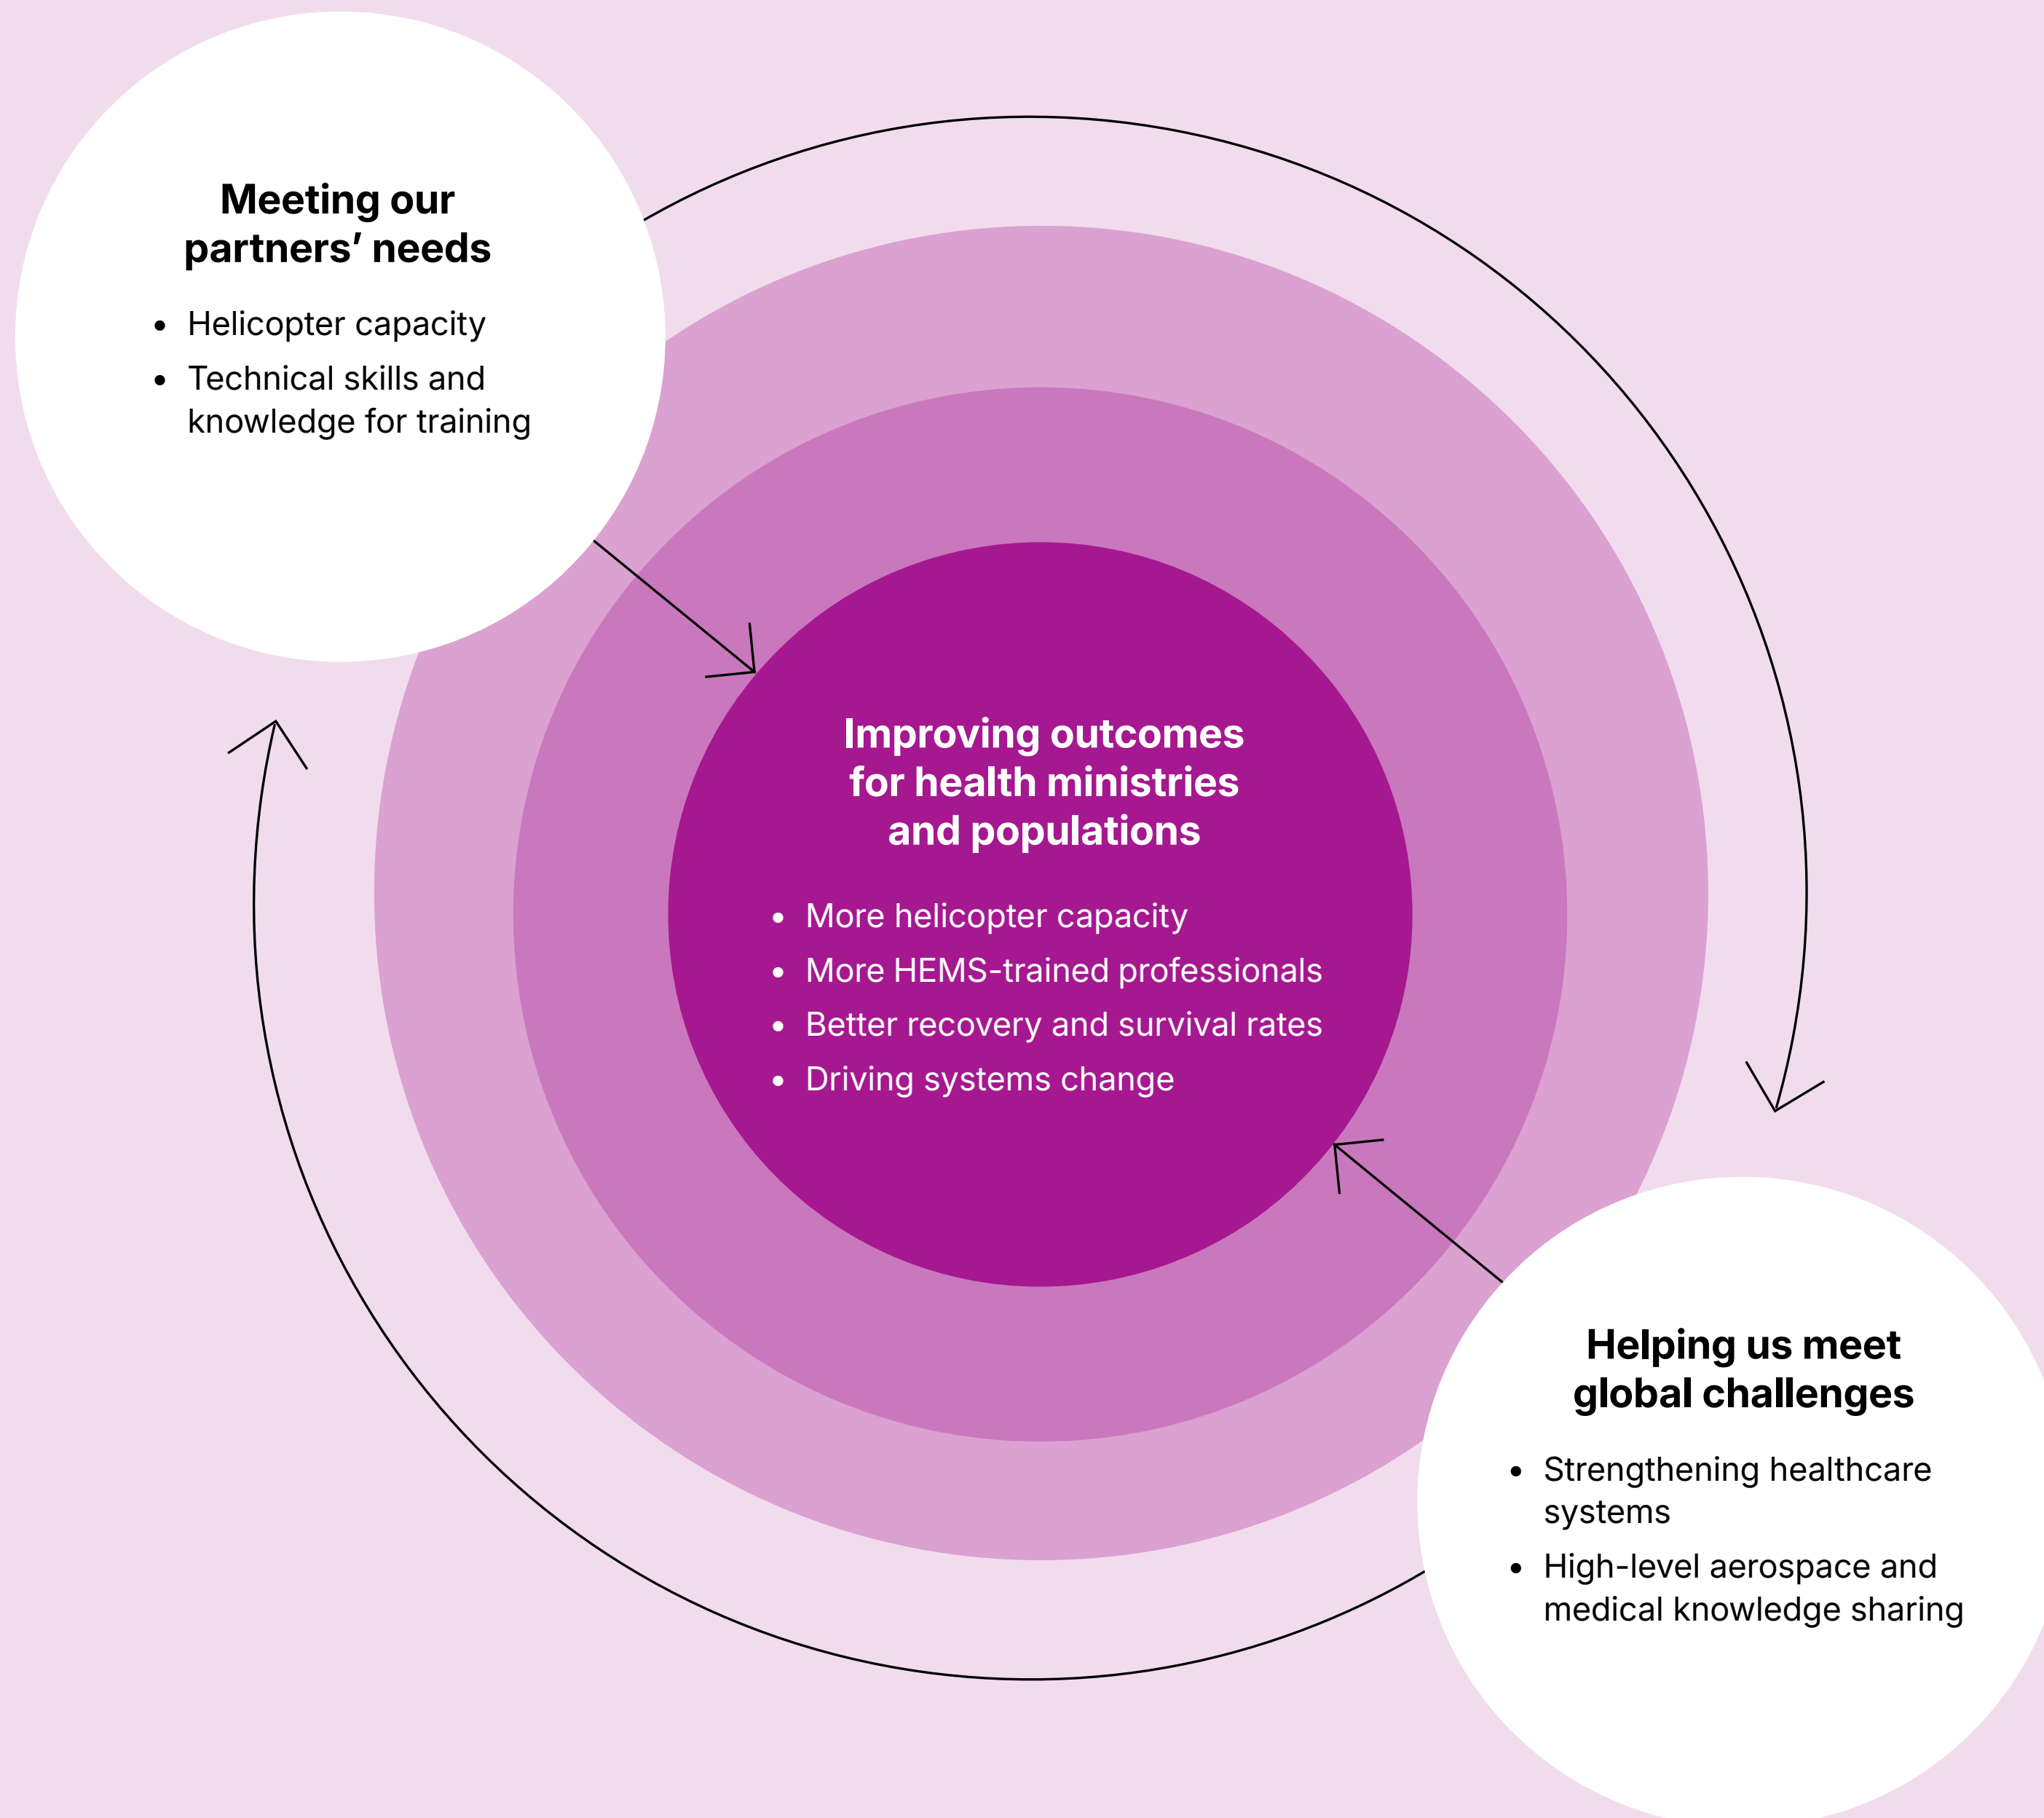 Meeting our
partners’ needs
• Helicopter capacity
• Technical skills and
knowledge for training
Improving outcomes
for health ministries
and populations
• More helicopter capacity
• More HEMS-trained professionals
• Better recovery and survival rates
• Driving systems change
Helping us meet
global challenges
• Strengthening healthcare
systems
• High-level aerospace and
medical knowledge sharing